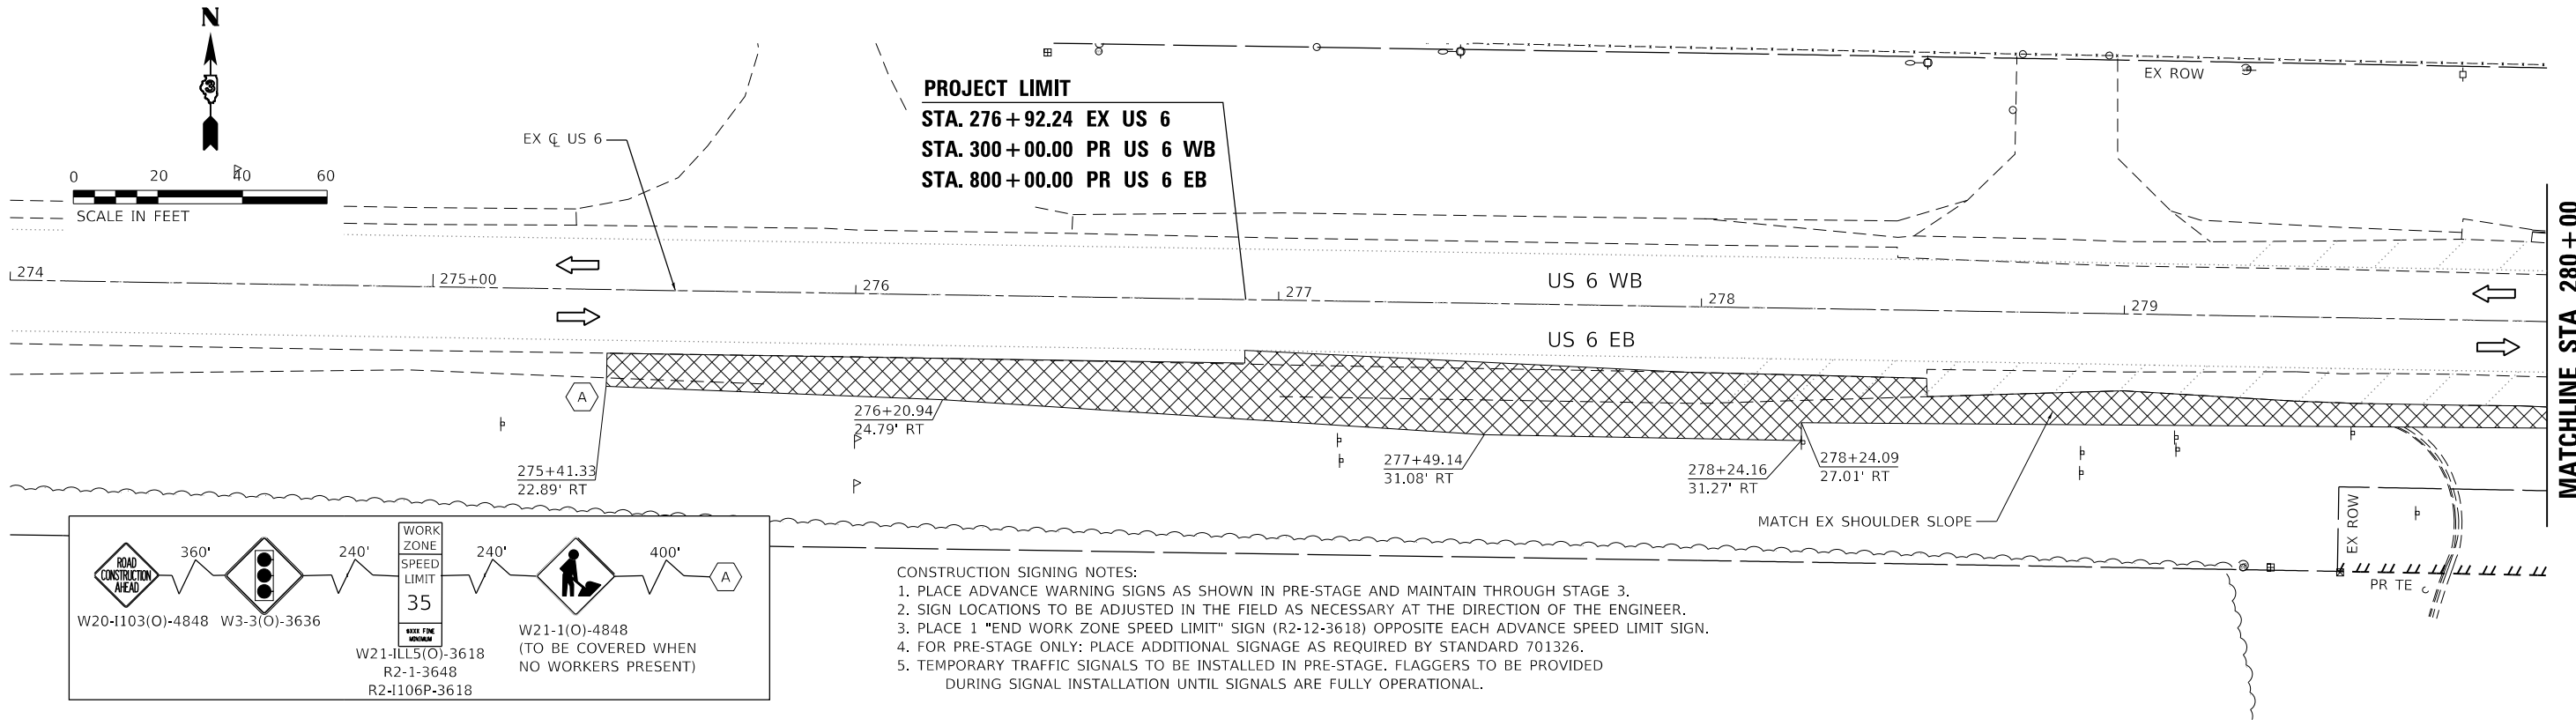 N
3
0 20 40 60
SCALE IN FEET
EX ℄ US 6
PROJECT LIMIT
STA. 276+92.24 EX US 6
STA. 300+00.00 PR US 6 WB
STA. 800+00.00 PR US 6 EB
EX ROW
274
275+00
276
277
278
279
US 6 WB
US 6 EB
MATCHLINE STA 280+00
A
275+41.33
22.89' RT
276+20.94
24.79' RT
277+49.14
31.08' RT
278+24.16
31.27' RT
278+24.09
27.01' RT
MATCH EX SHOULDER SLOPE
EX ROW
PR TE
ROAD
CONSTRUCTION
AHEAD
360'
240'
WORK
ZONE
SPEED
LIMIT
35
$XXX FINE
MINIMUM
240'
400'
A
W20-I103(O)-4848
W3-3(O)-3636
W21-ILL5(O)-3618
R2-1-3648
R2-I106P-3618
W21-1(O)-4848
(TO BE COVERED WHEN
NO WORKERS PRESENT)
CONSTRUCTION SIGNING NOTES:
1. PLACE ADVANCE WARNING SIGNS AS SHOWN IN PRE-STAGE AND MAINTAIN THROUGH STAGE 3.
2. SIGN LOCATIONS TO BE ADJUSTED IN THE FIELD AS NECESSARY AT THE DIRECTION OF THE ENGINEER.
3. PLACE 1 "END WORK ZONE SPEED LIMIT" SIGN (R2-12-3618) OPPOSITE EACH ADVANCE SPEED LIMIT SIGN.
4. FOR PRE-STAGE ONLY: PLACE ADDITIONAL SIGNAGE AS REQUIRED BY STANDARD 701326.
5. TEMPORARY TRAFFIC SIGNALS TO BE INSTALLED IN PRE-STAGE. FLAGGERS TO BE PROVIDED
DURING SIGNAL INSTALLATION UNTIL SIGNALS ARE FULLY OPERATIONAL.